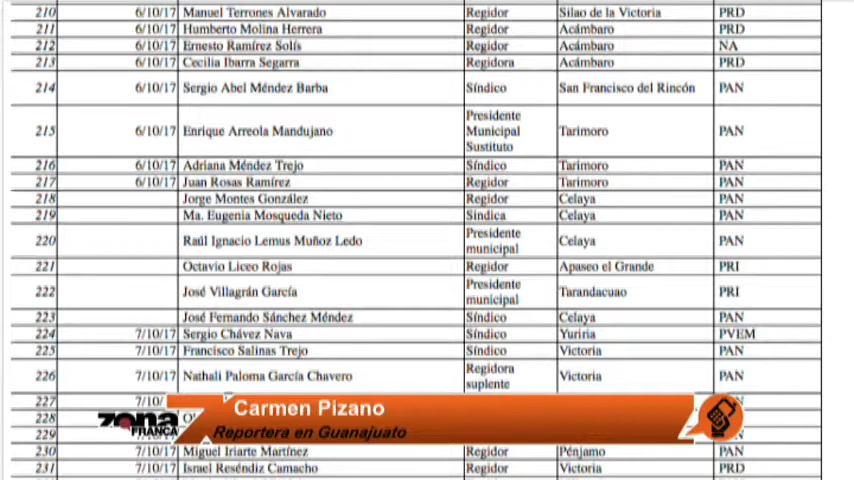 210 6/10/17 Manuel Terrones Alvarado Regidor Silao de la Victoria PRD
211 6/10/17 Humberto Molina Herrera Regidor Acámbaro PRD
212 6/10/17 Ernesto Ramírez Solís Regidor Acámbaro NA
213 6/10/17 Cecilia Ibarra Segarra Regidora Acámbaro PRD
214 6/10/17 Sergio Abel Méndez Barba Síndico San Francisco del Rincón PAN
215 6/10/17 Enrique Arreola Mandujano Presidente Municipal Sustituto Tarimoro PAN
216 6/10/17 Adriana Méndez Trejo Síndico Tarimoro PAN
217 6/10/17 Juan Rosas Ramírez Regidor Tarimoro PAN
218 Jorge Montes González Regidor Celaya PAN
219 Ma. Eugenia Mosqueda Nieto Síndica Celaya PAN
220 Raúl Ignacio Lemus Muñoz Ledo Presidente municipal Celaya PAN
221 Octavio Liceo Rojas Regidor Apaseo el Grande PRI
222 José Villagrán García Presidente municipal Tarandacuao PRI
223 José Fernando Sánchez Méndez Síndico Celaya PAN
224 7/10/17 Sergio Chávez Nava Síndico Yuriria PVEM
225 7/10/17 Francisco Salinas Trejo Síndico Victoria PAN
226 7/10/17 Nathali Paloma García Chavero Regidora suplente Victoria PAN
227 7/10/
228
229
230 7/10/17 Miguel Iriarte Martínez Regidor Pénjamo PAN
231 7/10/17 Israel Reséndiz Camacho Regidor Victoria PRD
zona FRANCA
Carmen Pizano
Reportera en Guanajuato